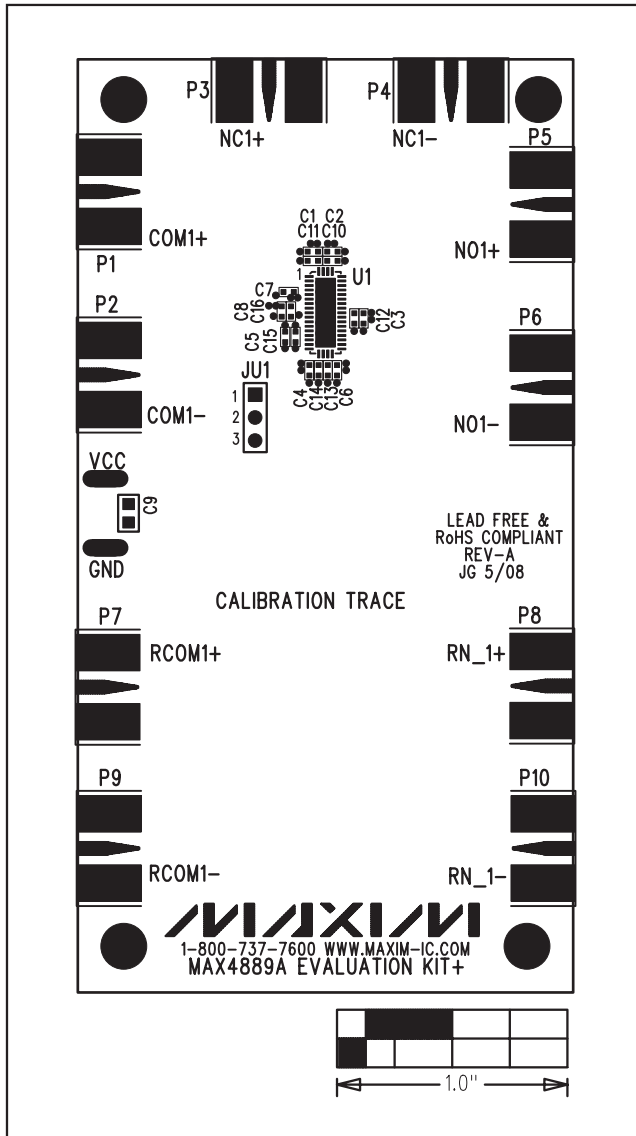 P3
P4
NC1+
NC1-
P5
COM1+
NO1+
P1
C1 C2
C11 C10
1
U1
C7
C8
C16
C12
C3
C5
C15
P2
P6
JU1
C4
C14
C13
C6
1
2
3
COM1-
NO1-
VCC
C9
GND
LEAD FREE &
RoHS COMPLIANT
REV-A
JG 5/08
CALIBRATION TRACE
P7
P8
RCOM1+
RN_1+
P9
P10
RCOM1-
RN_1-
MAXIM
1-800-737-7600 WWW.MAXIM-IC.COM
MAX4889A EVALUATION KIT+
1.0"